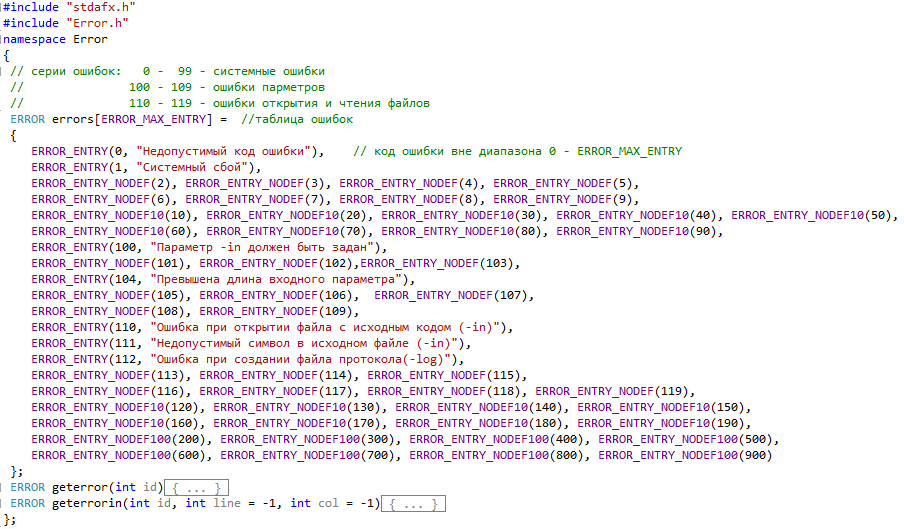 #include "stdafx.h"
#include "Error.h"
namespace Error
{
// серии ошибок:   0 -  99 - системные ошибки
//               100 - 109 - ошибки парметров
//               110 - 119 - ошибки открытия и чтения файлов
ERROR errors[ERROR_MAX_ENTRY] =  //таблица ошибок
{
ERROR_ENTRY(0, "Недопустимый код ошибки"),    // код ошибки вне диапазона 0 - ERROR_MAX_ENTRY
ERROR_ENTRY(1, "Системный сбой"),
ERROR_ENTRY_NODEF(2), ERROR_ENTRY_NODEF(3), ERROR_ENTRY_NODEF(4), ERROR_ENTRY_NODEF(5),
ERROR_ENTRY_NODEF(6), ERROR_ENTRY_NODEF(7), ERROR_ENTRY_NODEF(8), ERROR_ENTRY_NODEF(9),
ERROR_ENTRY_NODEF10(10), ERROR_ENTRY_NODEF10(20), ERROR_ENTRY_NODEF10(30), ERROR_ENTRY_NODEF10(40), ERROR_ENTRY_NODEF10(50),
ERROR_ENTRY_NODEF10(60), ERROR_ENTRY_NODEF10(70), ERROR_ENTRY_NODEF10(80), ERROR_ENTRY_NODEF10(90),
ERROR_ENTRY(100, "Параметр -in должен быть задан"),
ERROR_ENTRY_NODEF(101), ERROR_ENTRY_NODEF(102),ERROR_ENTRY_NODEF(103),
ERROR_ENTRY(104, "Превышена длина входного параметра"),
ERROR_ENTRY_NODEF(105), ERROR_ENTRY_NODEF(106),  ERROR_ENTRY_NODEF(107),
ERROR_ENTRY_NODEF(108), ERROR_ENTRY_NODEF(109),
ERROR_ENTRY(110, "Ошибка при открытии файла с исходным кодом (-in)"),
ERROR_ENTRY(111, "Недопустимый символ в исходном файле (-in)"),
ERROR_ENTRY(112, "Ошибка при создании файла протокола(-log)"),
ERROR_ENTRY_NODEF(113), ERROR_ENTRY_NODEF(114), ERROR_ENTRY_NODEF(115),
ERROR_ENTRY_NODEF(116), ERROR_ENTRY_NODEF(117), ERROR_ENTRY_NODEF(118), ERROR_ENTRY_NODEF(119),
ERROR_ENTRY_NODEF10(120), ERROR_ENTRY_NODEF10(130), ERROR_ENTRY_NODEF10(140), ERROR_ENTRY_NODEF10(150),
ERROR_ENTRY_NODEF10(160), ERROR_ENTRY_NODEF10(170), ERROR_ENTRY_NODEF10(180), ERROR_ENTRY_NODEF10(190),
ERROR_ENTRY_NODEF100(200), ERROR_ENTRY_NODEF100(300), ERROR_ENTRY_NODEF100(400), ERROR_ENTRY_NODEF100(500),
ERROR_ENTRY_NODEF100(600), ERROR_ENTRY_NODEF100(700), ERROR_ENTRY_NODEF100(800), ERROR_ENTRY_NODEF100(900)
};
ERROR geterror(int id){ ... }
ERROR geterrorin(int id, int line = -1, int col = -1){ ... }
};